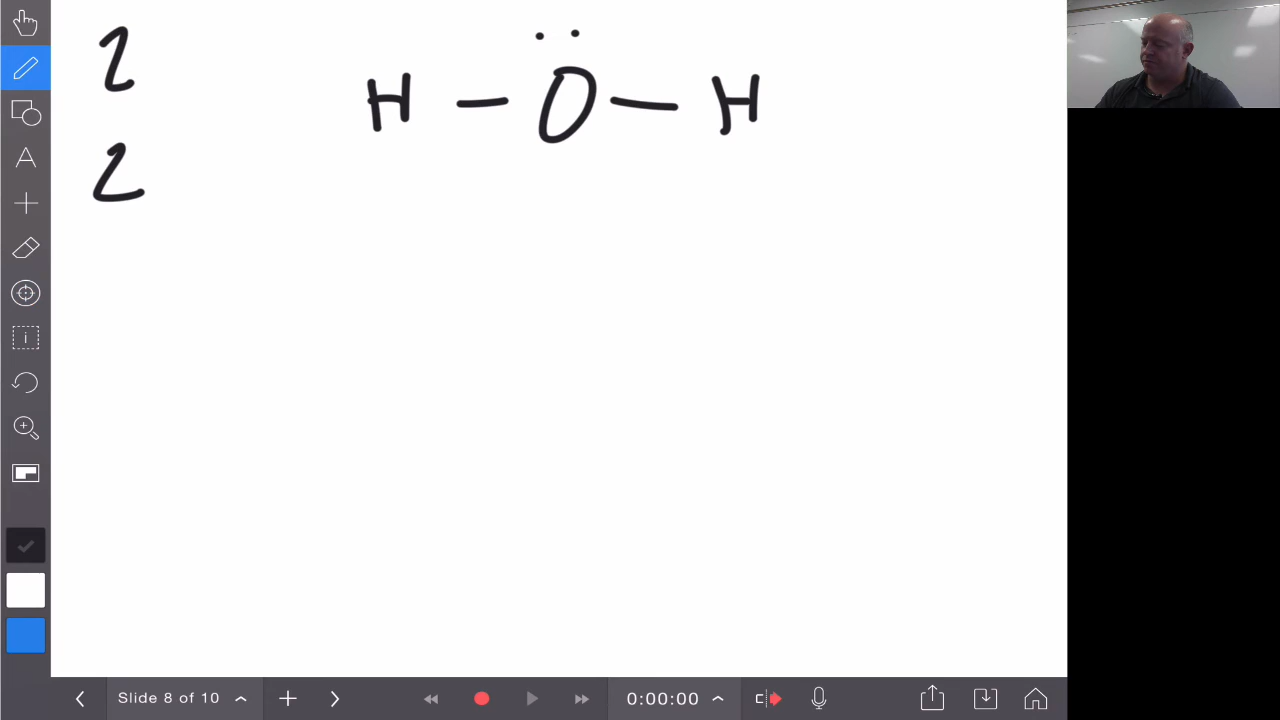 2
H — Ö — H
2
A
i
Slide 8 of 10
0:00:00